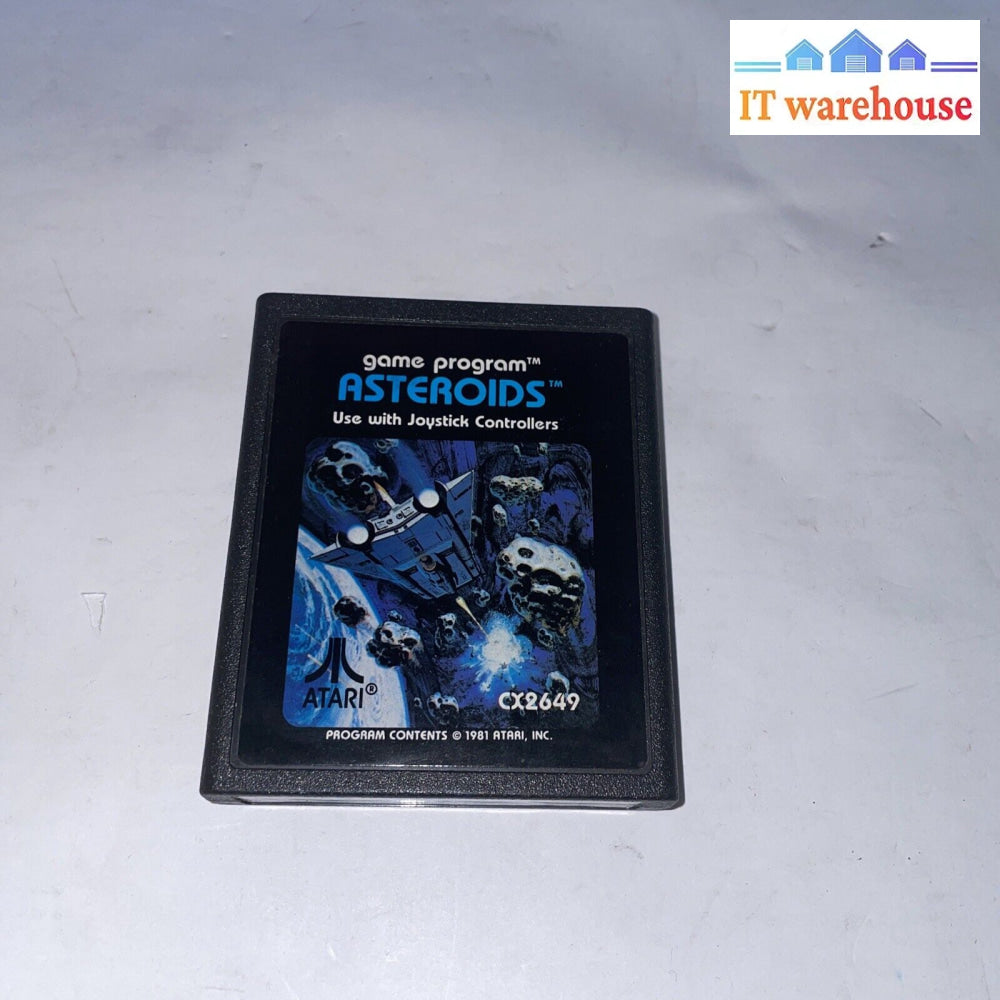 IT warehouse
game program™
ASTEROIDS™
Use with Joystick Controllers
ATARI®
CX2649
PROGRAM CONTENTS © 1981 ATARI, INC.